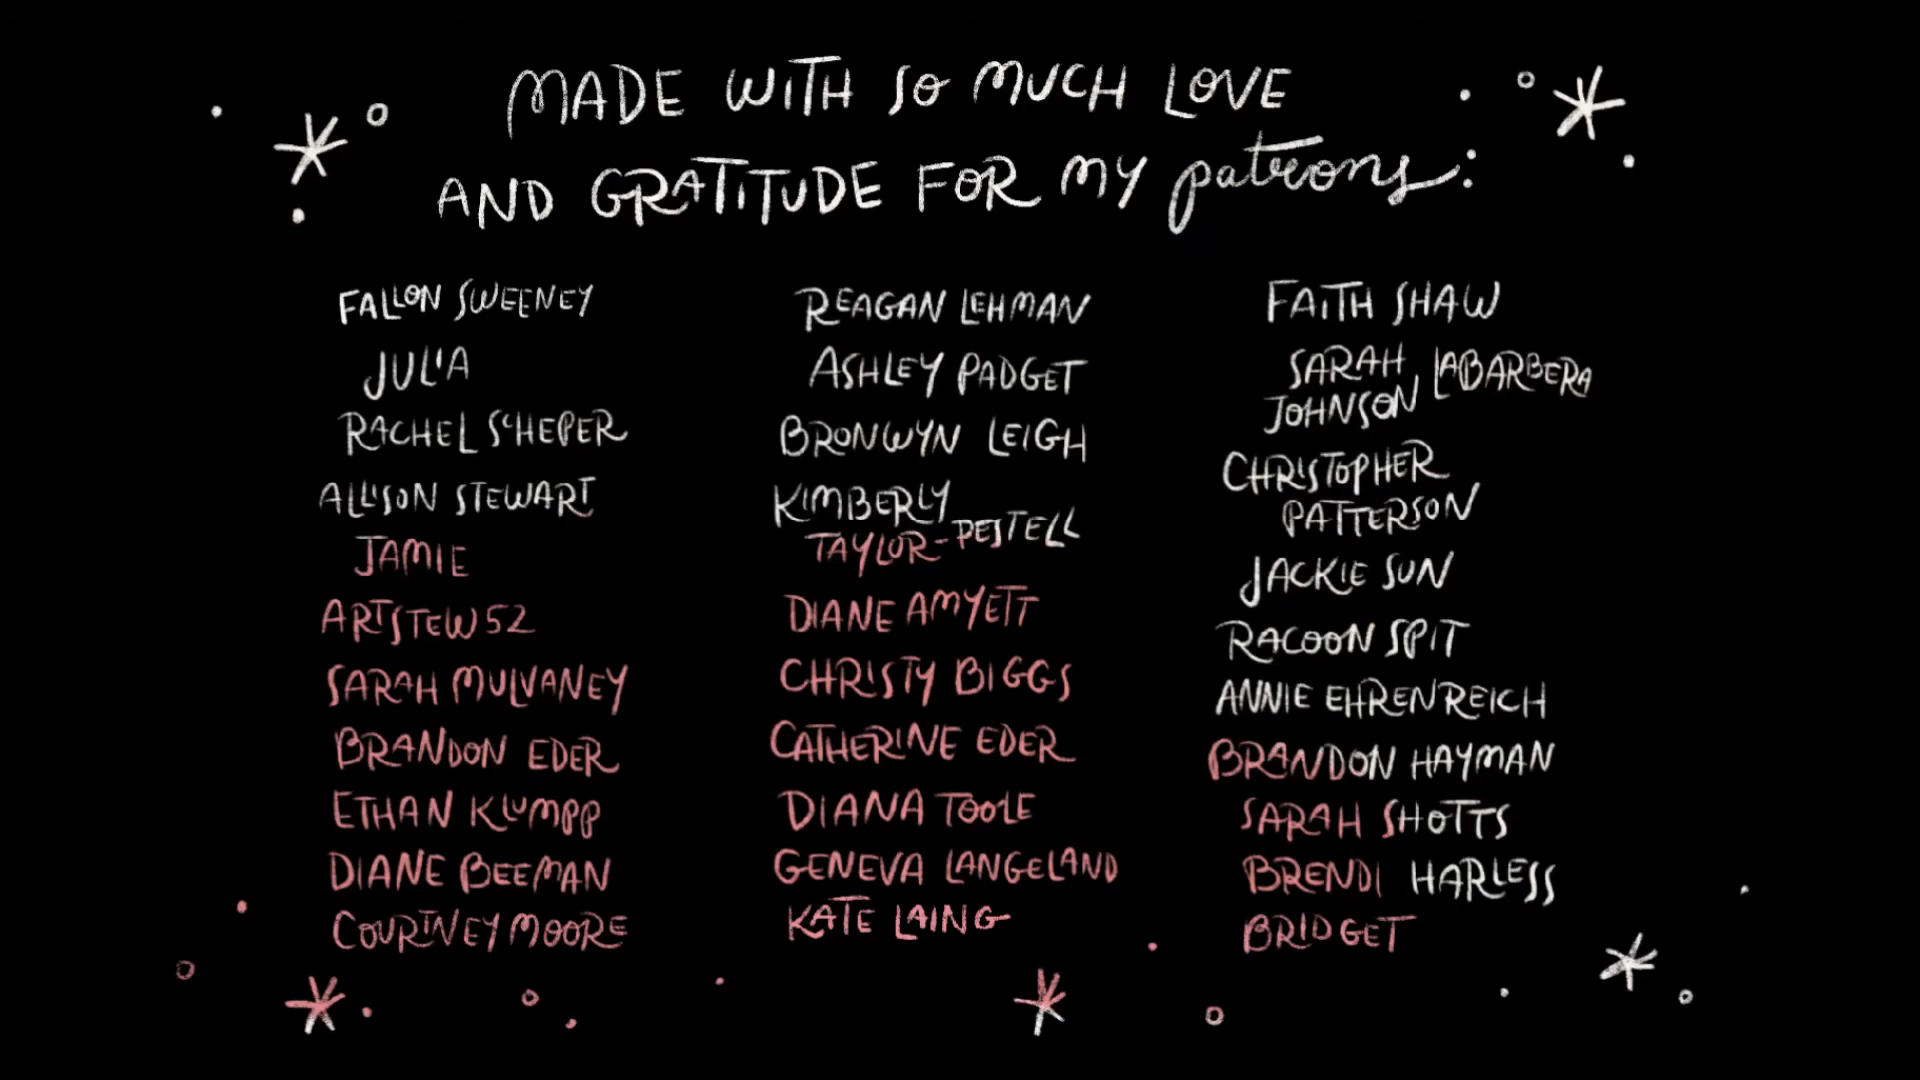 MADE WITH SO MUCH LOVE
AND GRATITUDE FOR MY patrons:
FALLON SWEENEY
JULIA
RACHEL SCHEPER
ALLISON STEWART
JAMIE
ARTSTEW52
SARAH MULVANEY
BRANDON EDER
ETHAN KLUMPP
DIANE BEEMAN
COURTNEY MOORE
REAGAN LEHMAN
ASHLEY PADGET
BRONWYN LEIGH
KIMBERLY
TAYLOR-PESTELL
DIANE AMYETT
CHRISTY BIGGS
CATHERINE EDER
DIANA TOOLE
GENEVA LANGELAND
KATE LAING
FAITH SHAW
SARAH LABARBERA
JOHNSON
CHRISTOPHER
PATTERSON
JACKIE SUN
RACOON SPIT
ANNIE EHRENREICH
BRANDON HAYMAN
SARAH SHOTTS
BRENDI HARLESS
BRIDGET